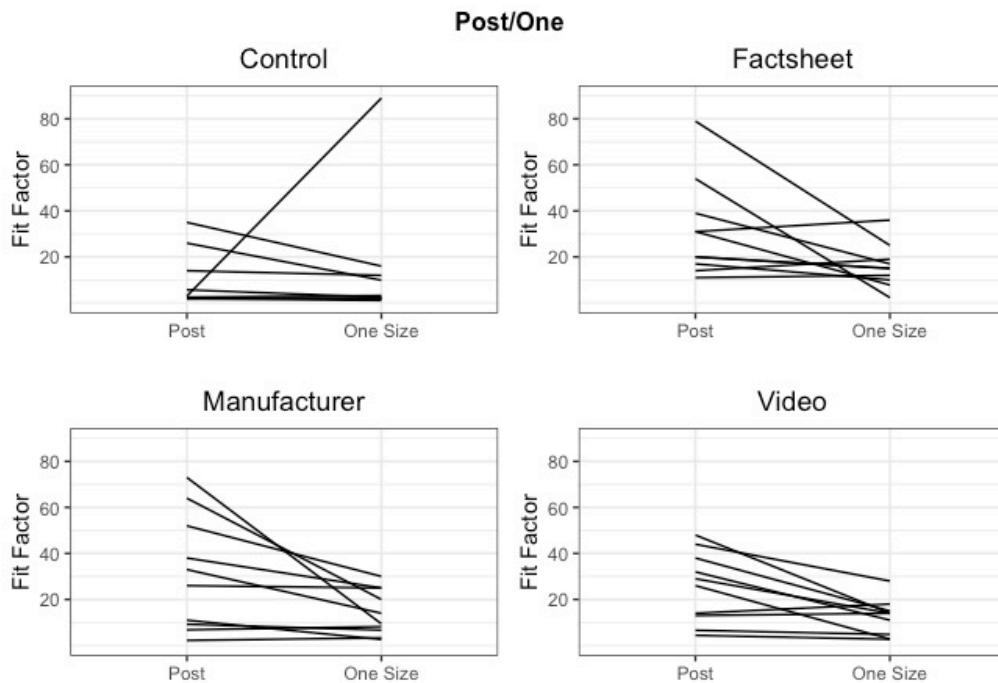 Post/One
Control
Factsheet
Fit Factor
80
60
40
20
Post
One Size
Fit Factor
80
60
40
20
Post
One Size
Manufacturer
Video
Fit Factor
80
60
40
20
Post
One Size
Fit Factor
80
60
40
20
Post
One Size